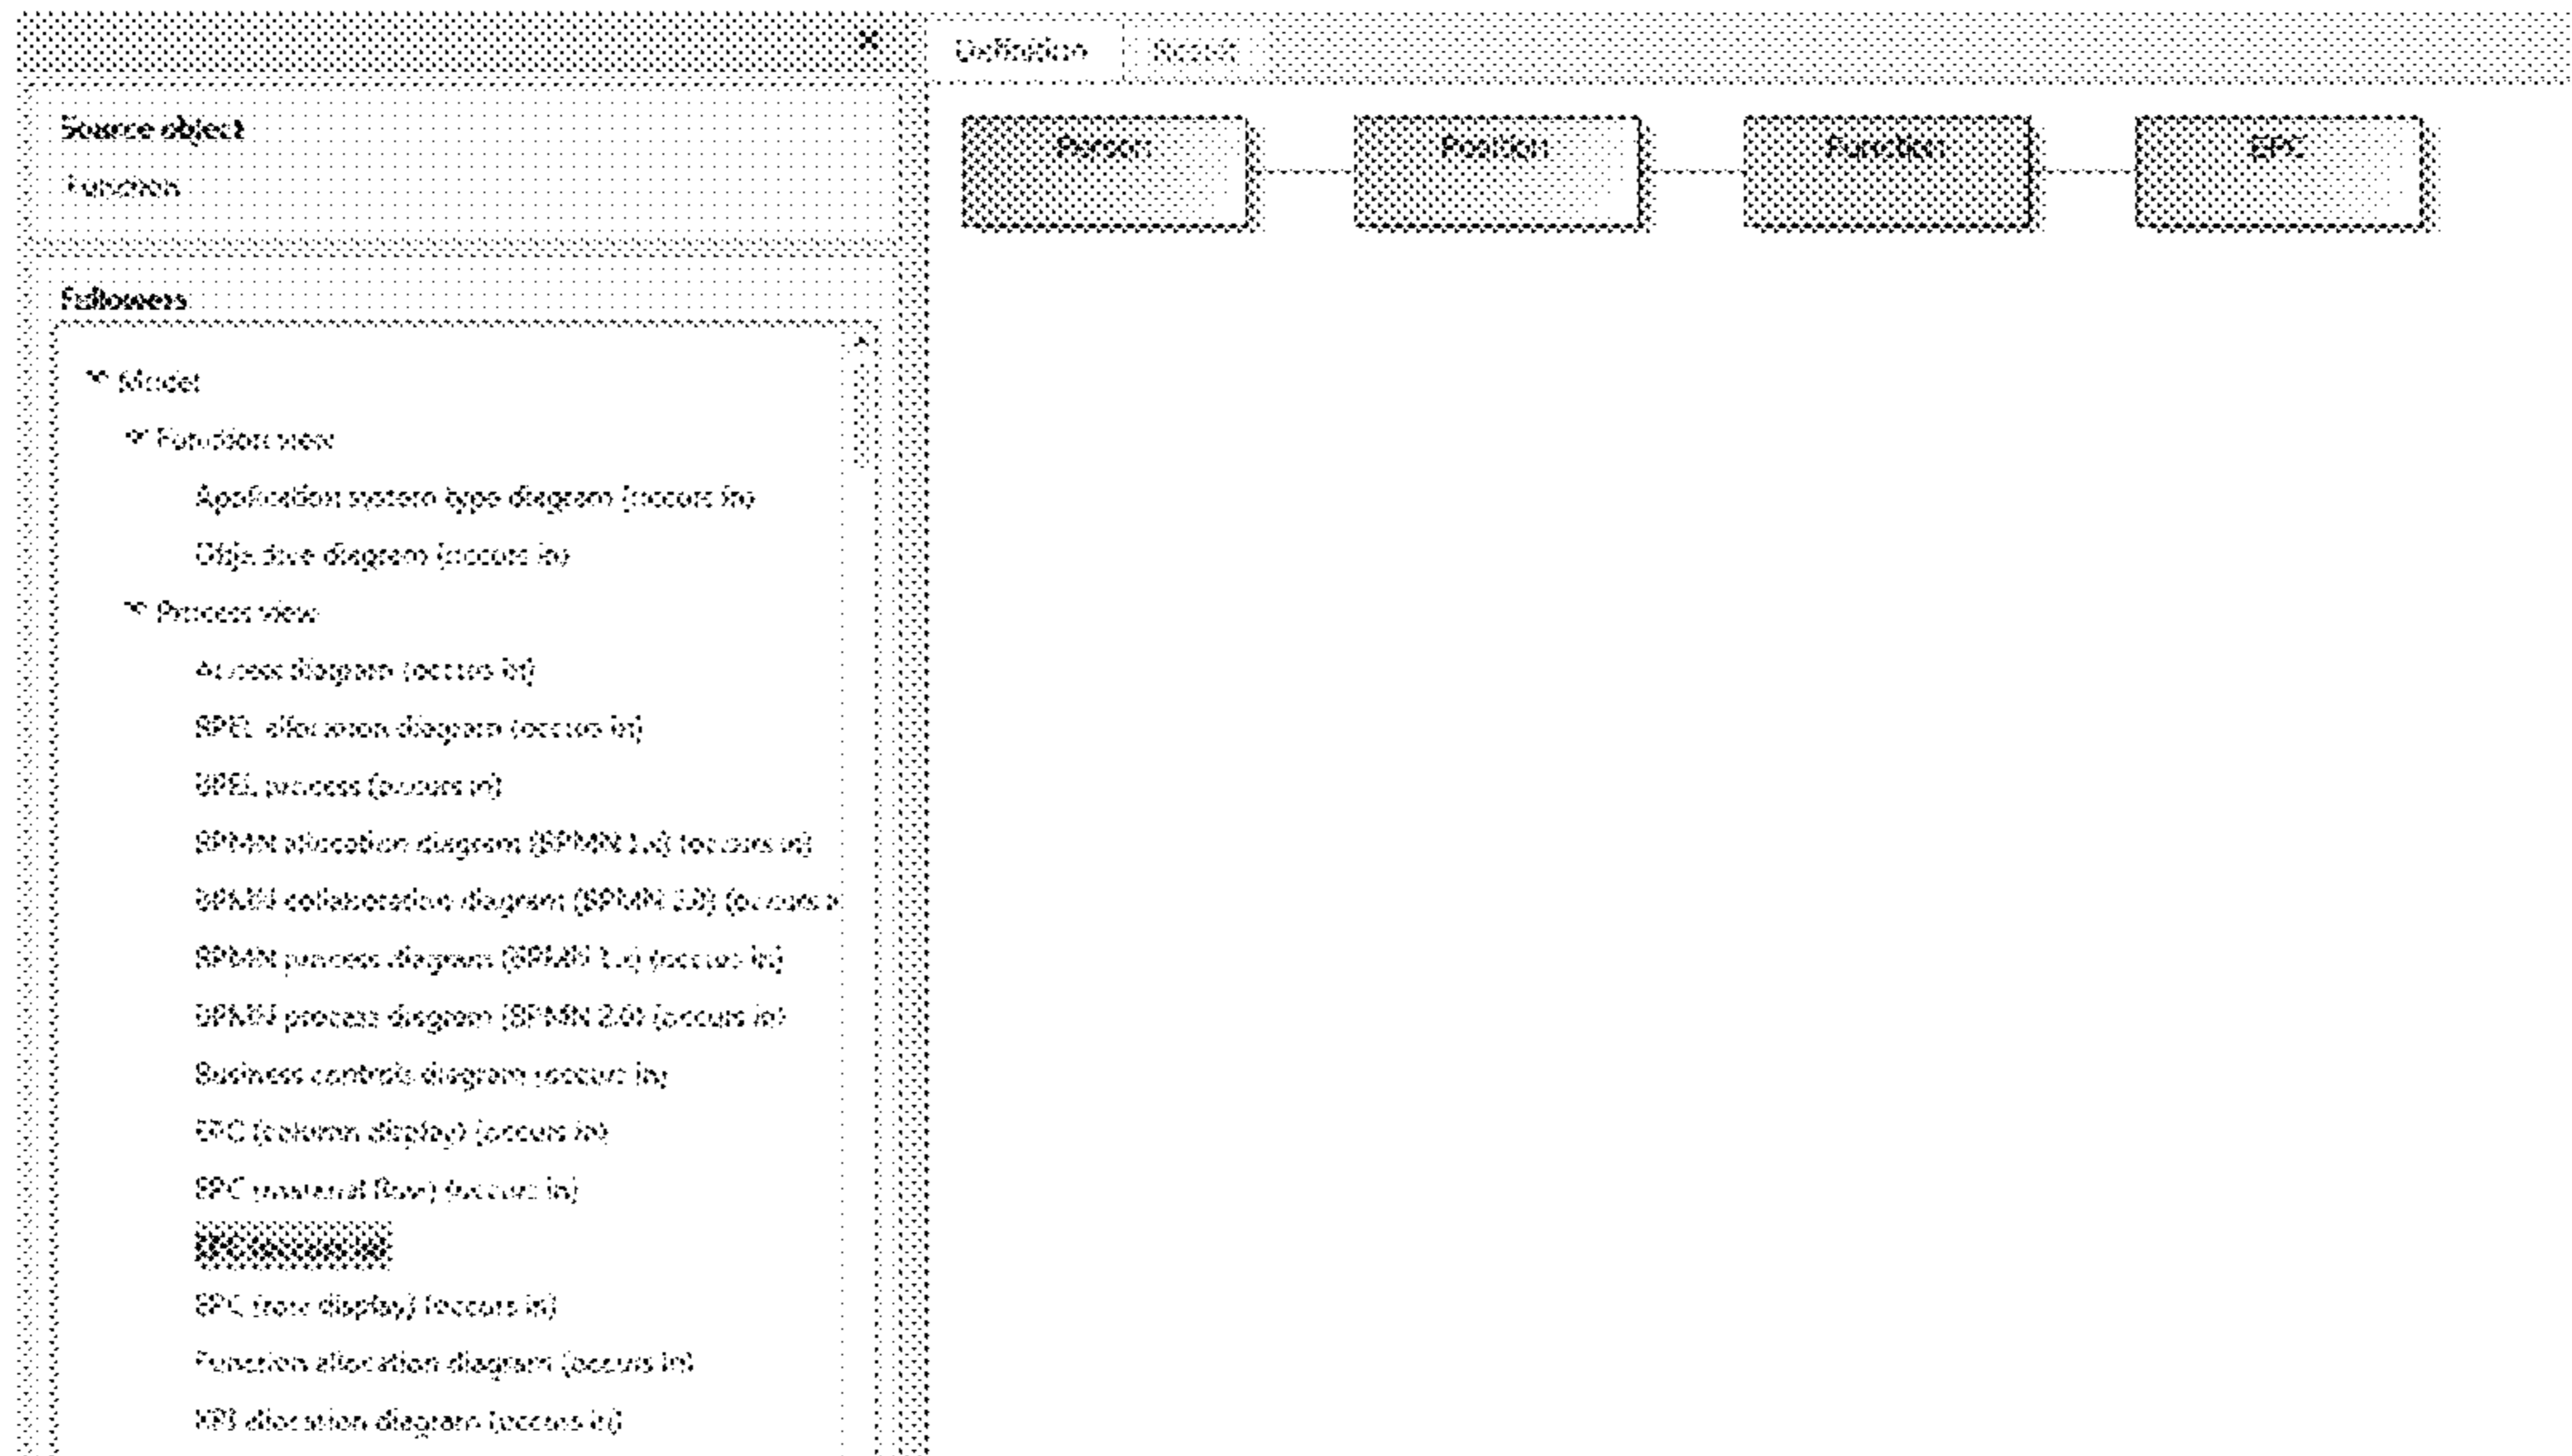 Definition Result
Source object
Function
Person Position Function EPC
Followers
Model
Function view
Application system type diagram (occurs in)
Objective diagram (occurs in)
Process view
Access diagram (occurs in)
BPEL allocation diagram (occurs in)
BPEL process (occurs in)
BPMN allocation diagram (BPMN 1.x) (occurs in)
BPMN collaboration diagram (BPMN 2.0) (occurs
BPMN process diagram (BPMN 1.x) (occurs in)
BPMN process diagram (BPMN 2.0) (occurs in)
Business controls diagram (occurs in)
EPC (column display) (occurs in)
EPC (material flow) (occurs in)
EPC (occurs in)
EPC (row display) (occurs in)
Function allocation diagram (occurs in)
KPI allocation diagram (occurs in)